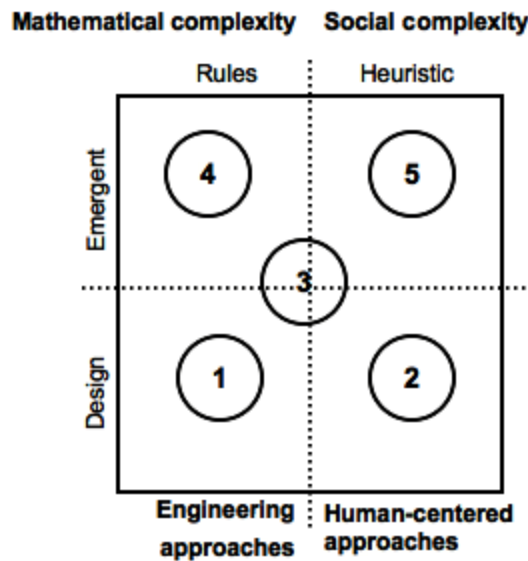 Mathematical complexity Social complexity
Rules Heuristic
Emergent
4 5
3
Design
1 2
Engineering approaches
Human-centered approaches